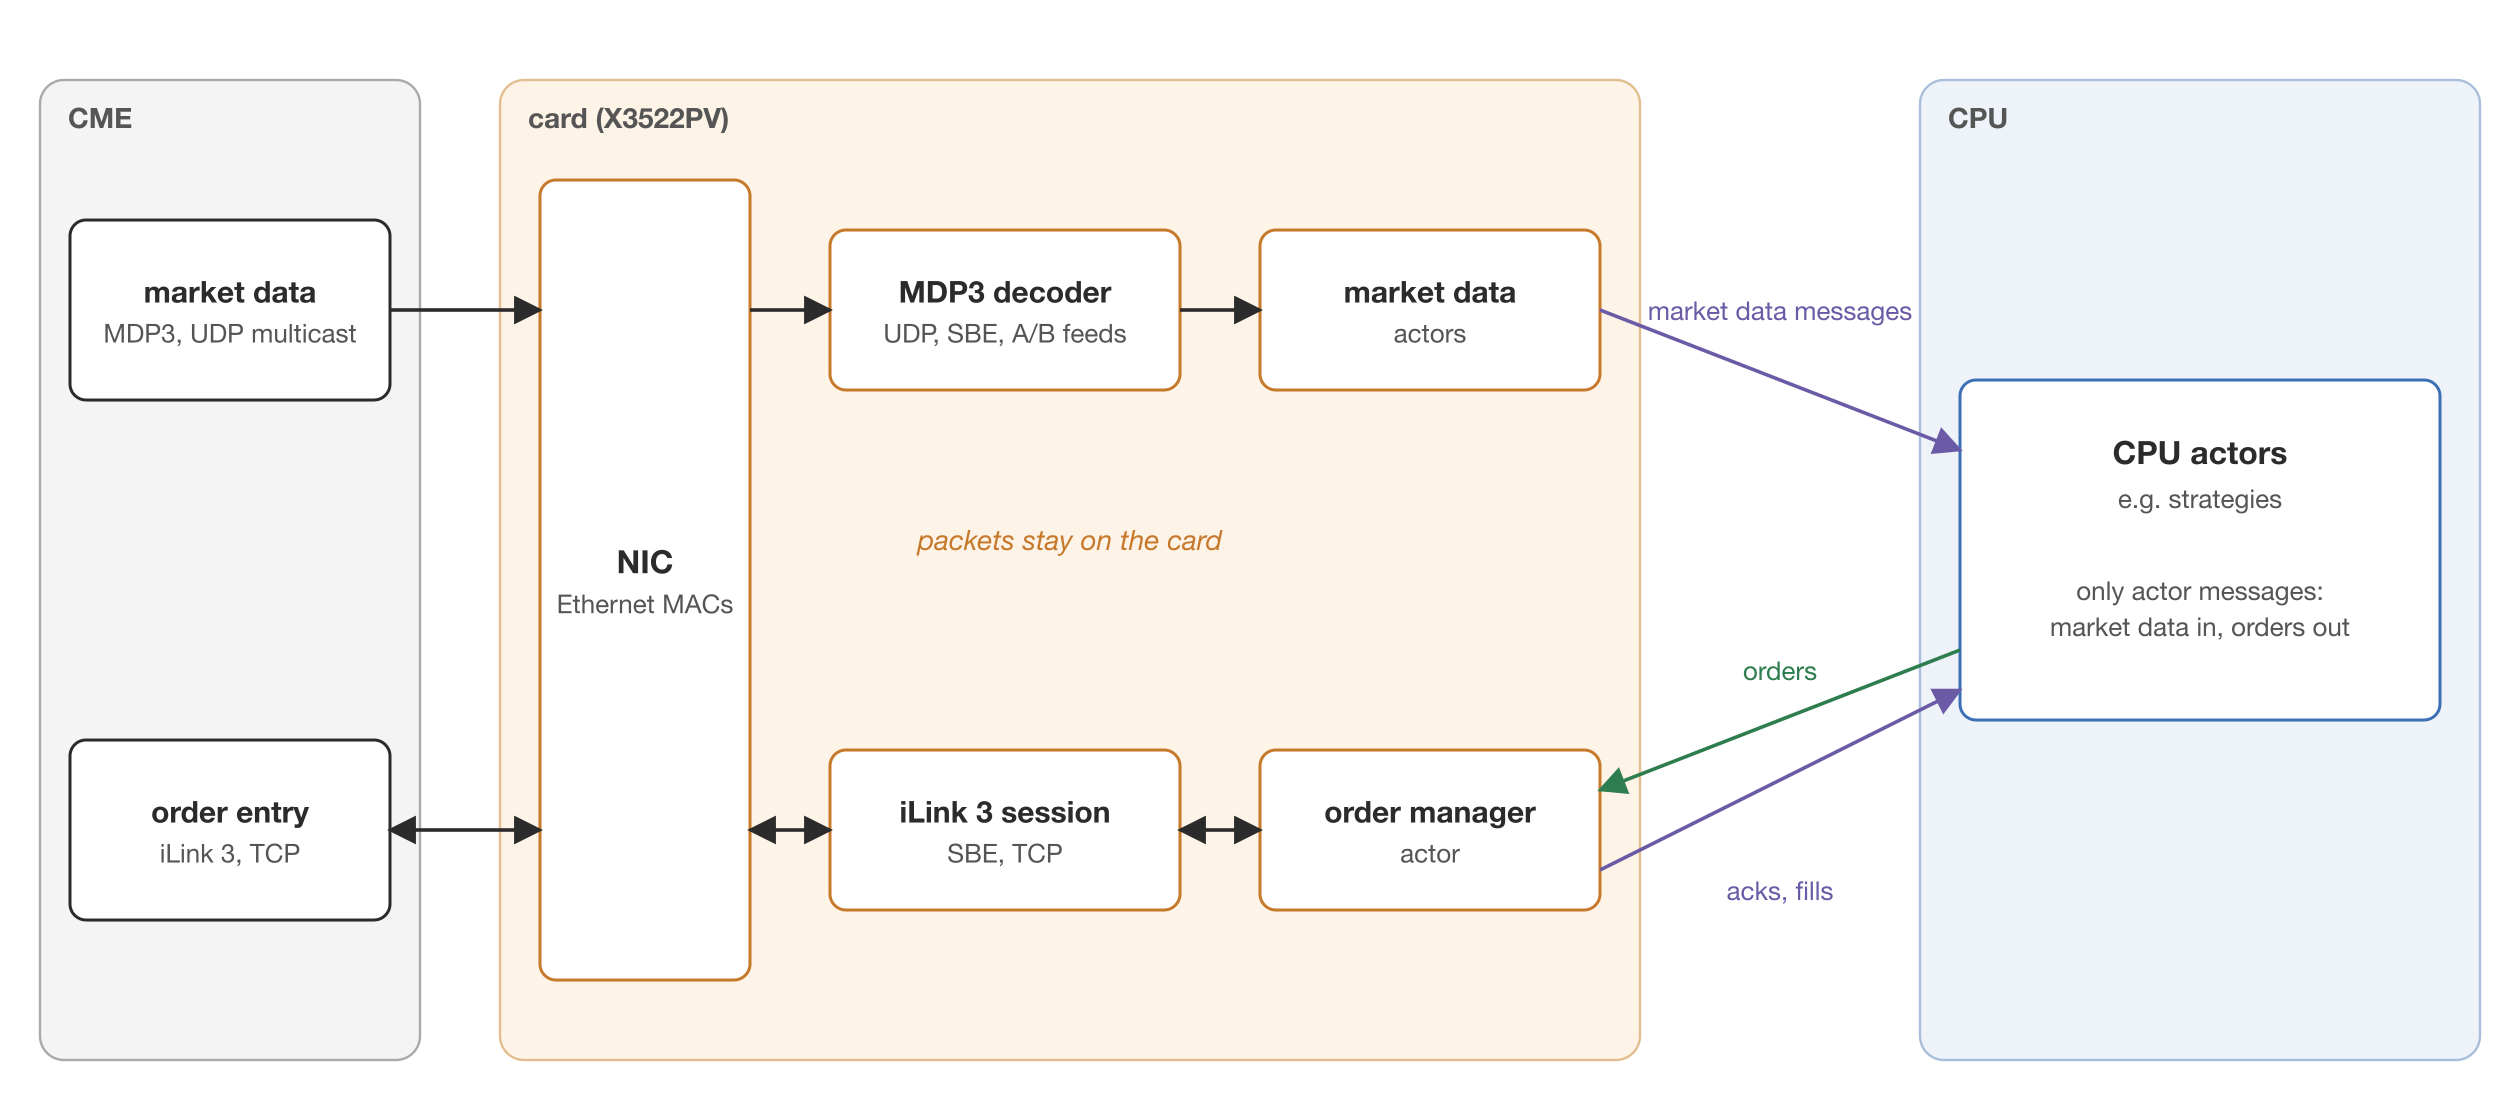 CME
market data
MDP3, UDP multicast
order entry
iLink 3, TCP
card (X3522PV)
NIC
Ethernet MACs
MDP3 decoder
UDP, SBE, A/B feeds
market data
actors
packets stay on the card
iLink 3 session
SBE, TCP
order manager
actor
market data messages
orders
acks, fills
CPU
CPU actors
e.g. strategies
only actor messages:
market data in, orders out